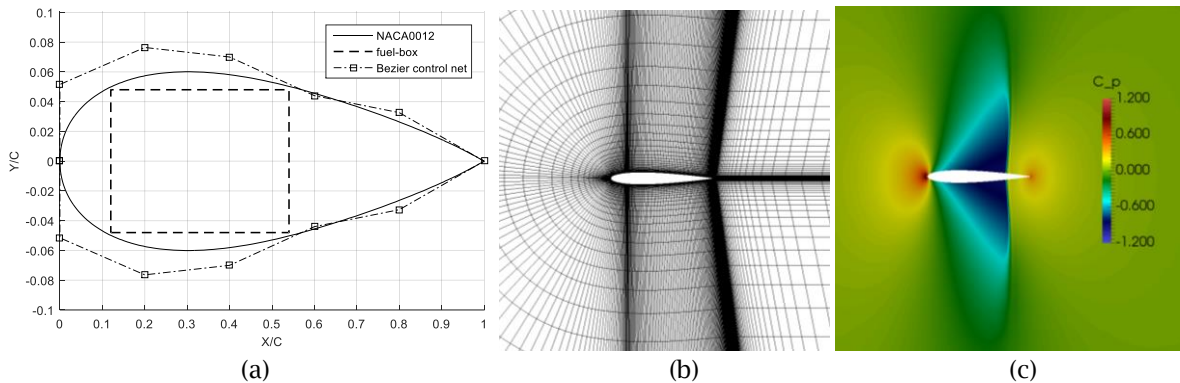 0.1
0.08
0.06
0.04
0.02
0
-0.02
-0.04
-0.06
-0.08
-0.1
Y/C
0 0.1 0.2 0.3 0.4 0.5 0.6 0.7 0.8 0.9 1
X/C
NACA0012
fuel-box
Bezier control net
C_p
1.200
0.600
0.000
-0.600
-1.200
(a) (b) (c)